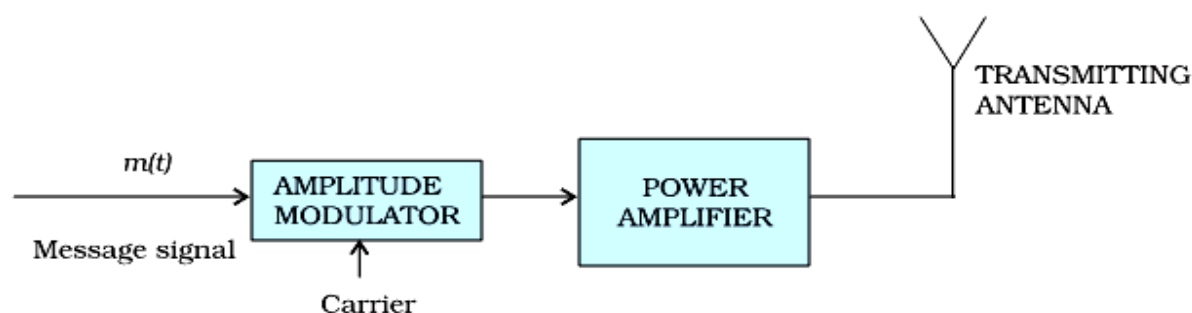 TRANSMITTING
ANTENNA
m(t)
AMPLITUDE
MODULATOR
POWER
AMPLIFIER
Message signal
Carrier